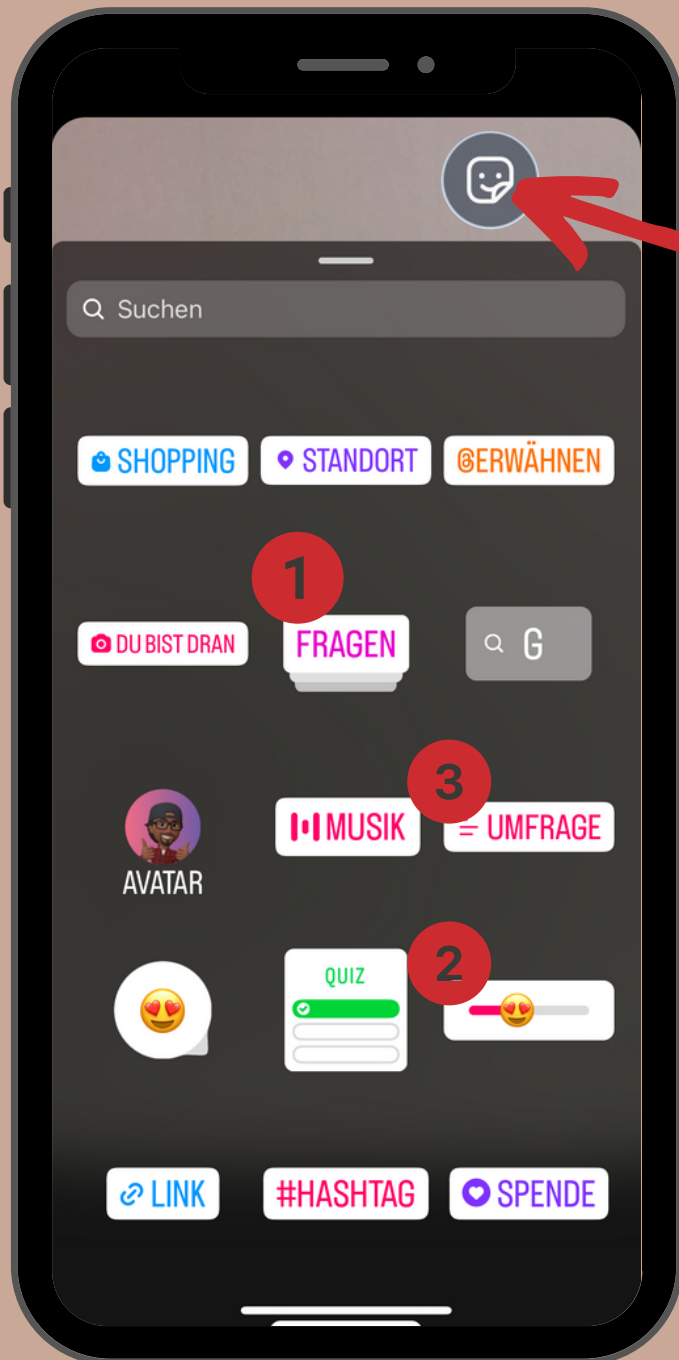 Suchen
SHOPPING
STANDORT
@ERWÄHNEN
1
DU BIST DRAN
FRAGEN
G
3
AVATAR
MUSIK
UMFRAGE
2
QUIZ
LINK
#HASHTAG
SPENDE